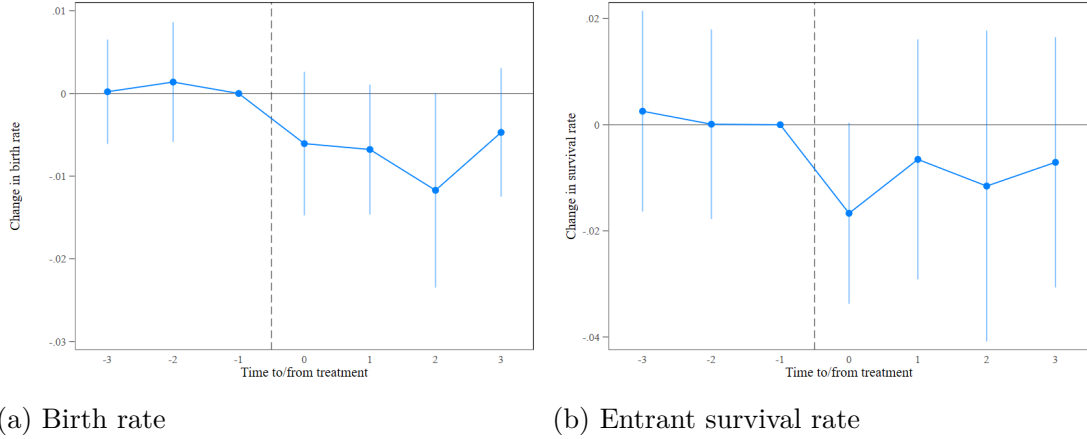 Change in birth rate
.01
0
-.01
-.02
-.03
-3 -2 -1 0 1 2 3
Time to/from treatment
Change in survival rate
.02
0
-.02
-.04
-3 -2 -1 0 1 2 3
Time to/from treatment
(a) Birth rate
(b) Entrant survival rate